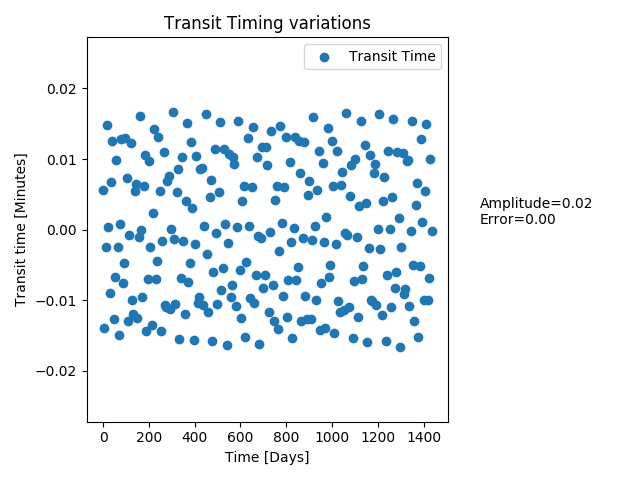 Transit Timing variations
Transit Time
0.02
0.01
0.00
−0.01
−0.02
Transit time [Minutes]
0 200 400 600 800 1000 1200 1400
Time [Days]
Amplitude=0.02
Error=0.00